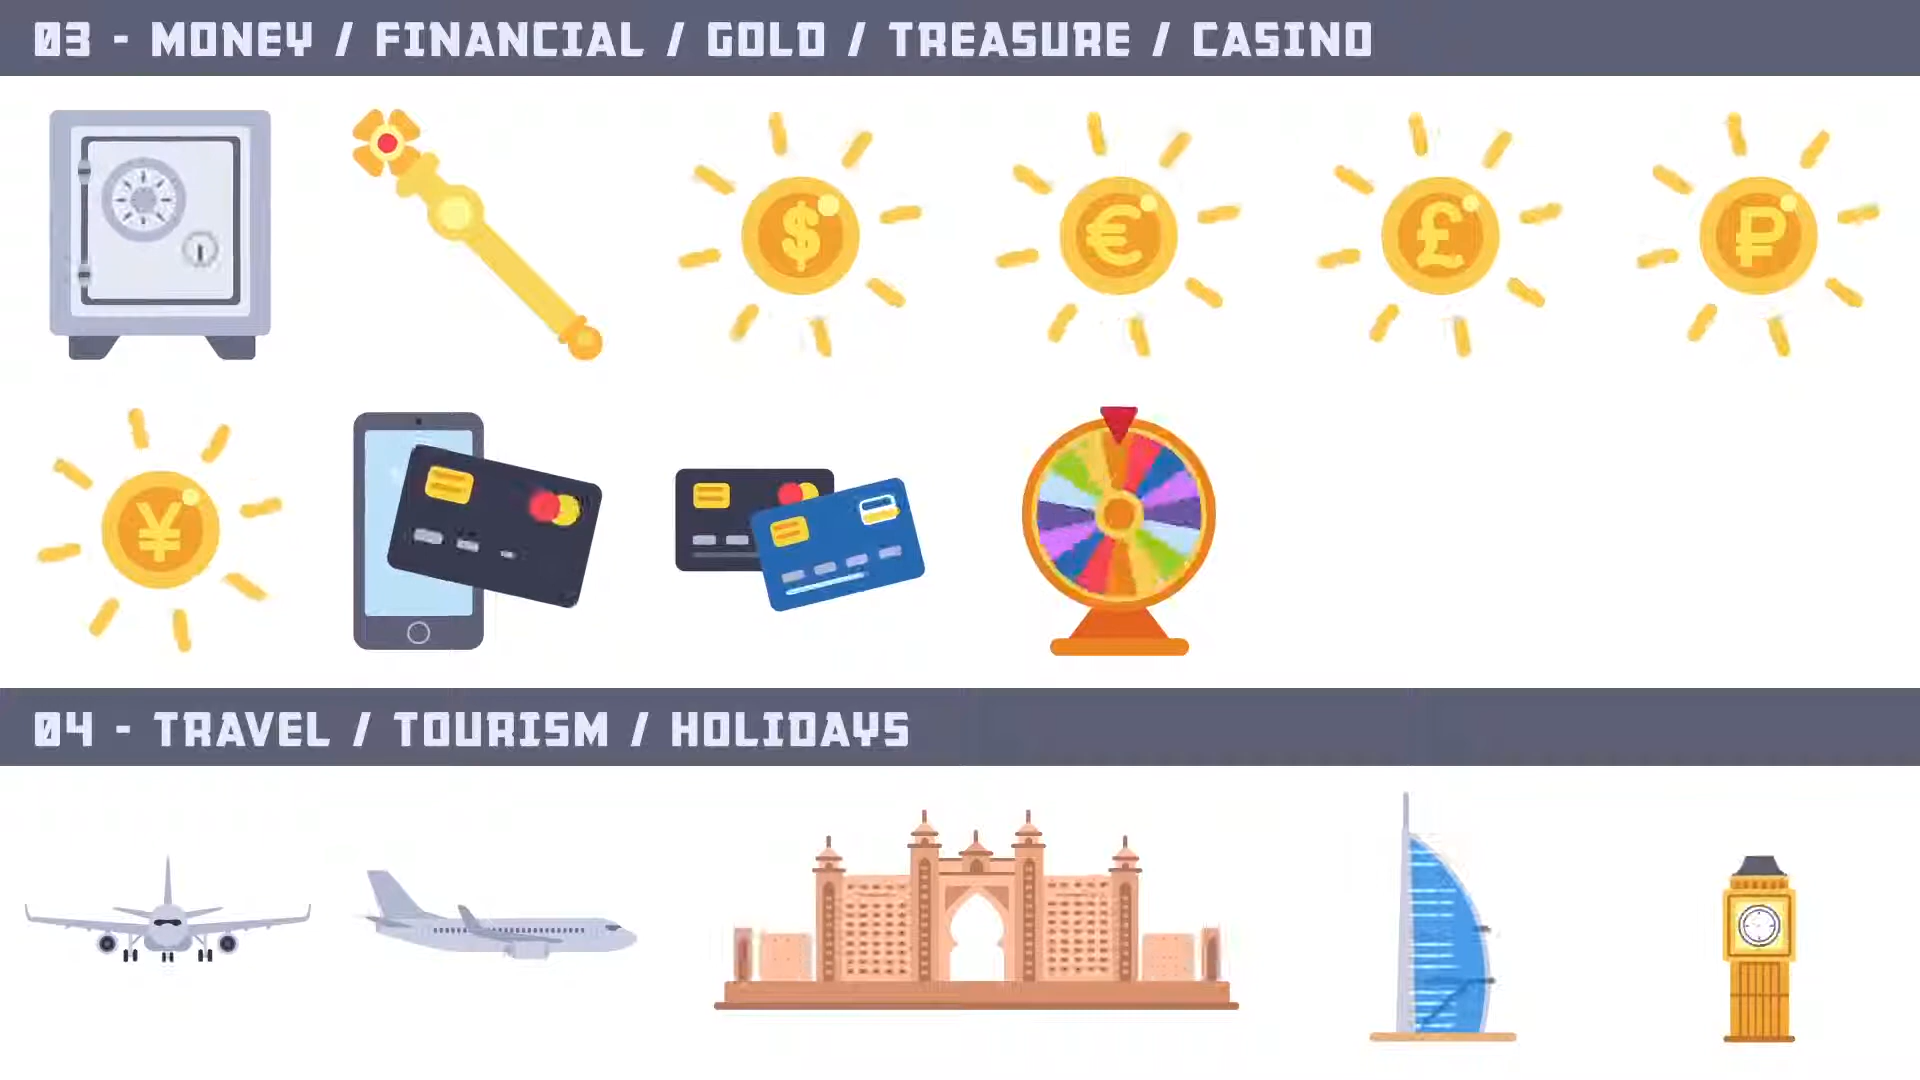 03 - MONEY / FINANCIAL / GOLD / TREASURE / CASINO
$ € £ ₽
¥
04 - TRAVEL / TOURISM / HOLIDAYS